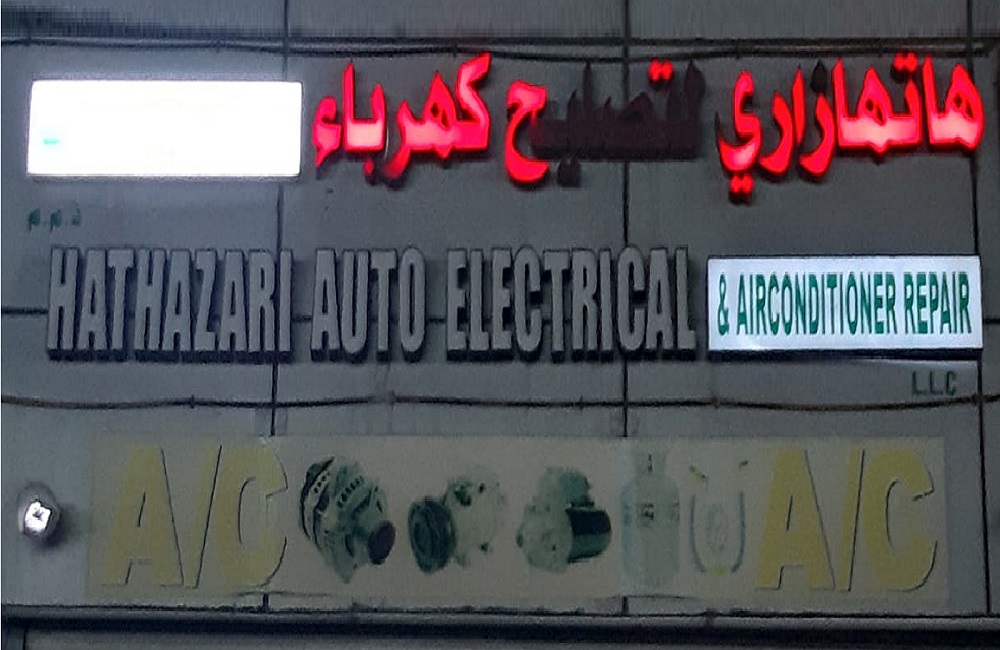 هاتهازاري لتصليح كهرباء
ذ.م.م
HATHAZARI AUTO ELECTRICAL & AIRCONDITIONER REPAIR
L.L.C
A/C A/C